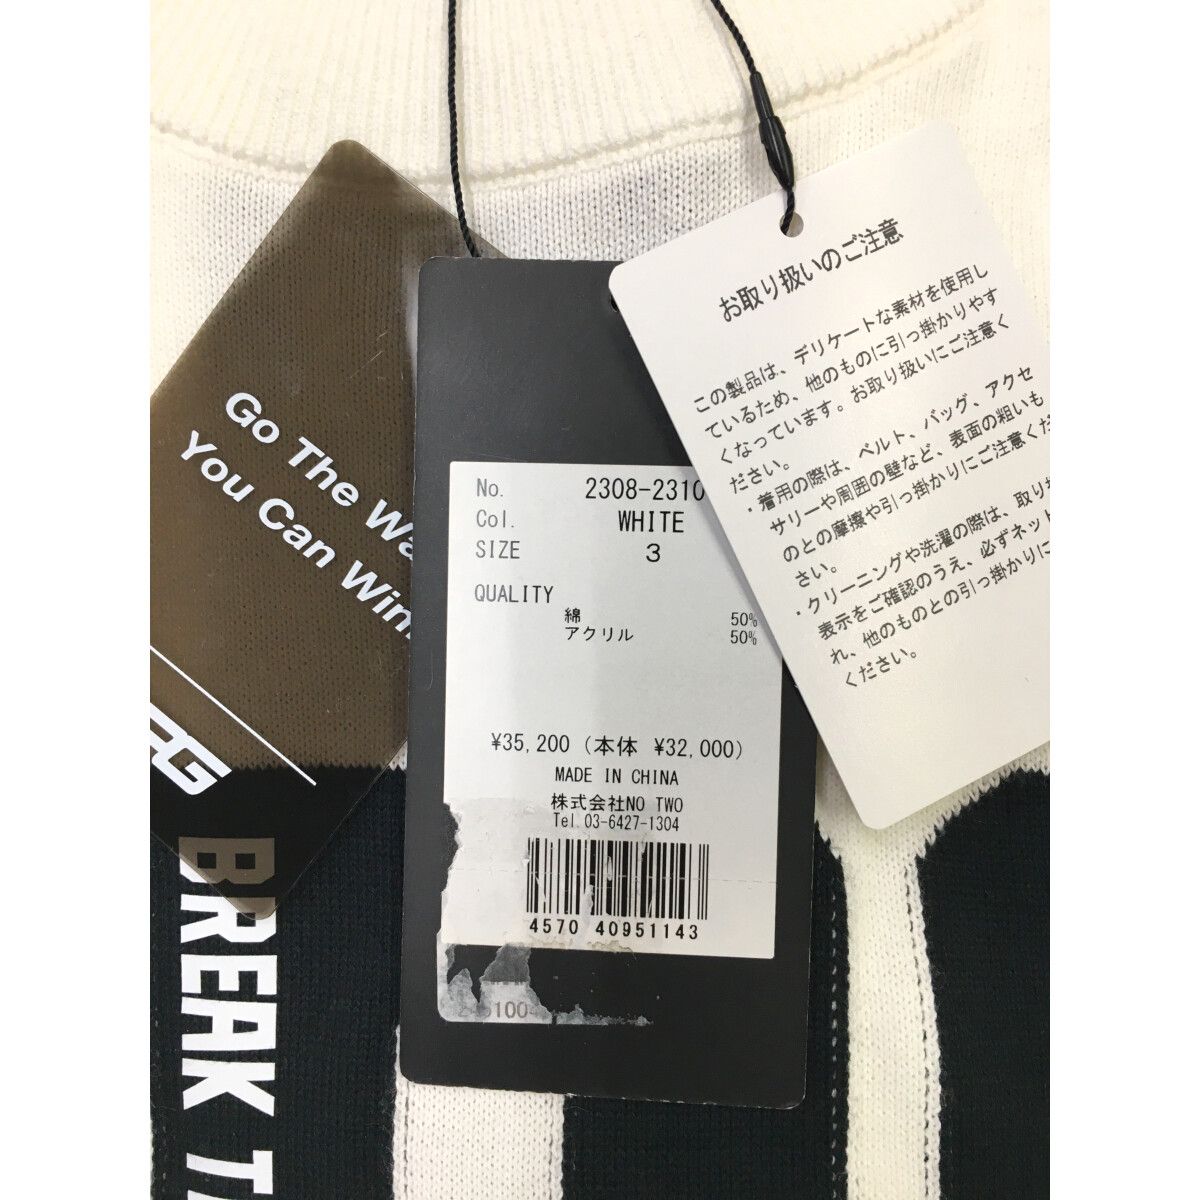 Go The Wa
You Can Win
BREAK T
No. 2308-2310
Col. WHITE
SIZE 3
QUALITY
綿 50%
アクリル 50%
¥35,200 (本体 ¥32,000)
MADE IN CHINA
株式会社NO TWO
Tel.03-6427-1304
4570 40951143
お取り扱いのご注意
この製品は、デリケートな素材を使用し
ているため、他のものに引っ掛かりやす
くなっています。お取り扱いにご注意く
ださい。
・着用の際は、ベルト、バッグ、アクセ
サリーや周囲の壁など、表面の粗いも
のとの摩擦や引っ掛かりにご注意くだ
さい。
・クリーニングや洗濯の際は、取り
表示をご確認のうえ、必ずネット
れ、他のものとの引っ掛かりに
ください。